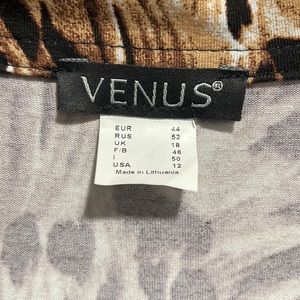 VENUS®
EUR 44
RUS 52
UK 18
F/B 46
I 50
USA 12
Made in Lithuania